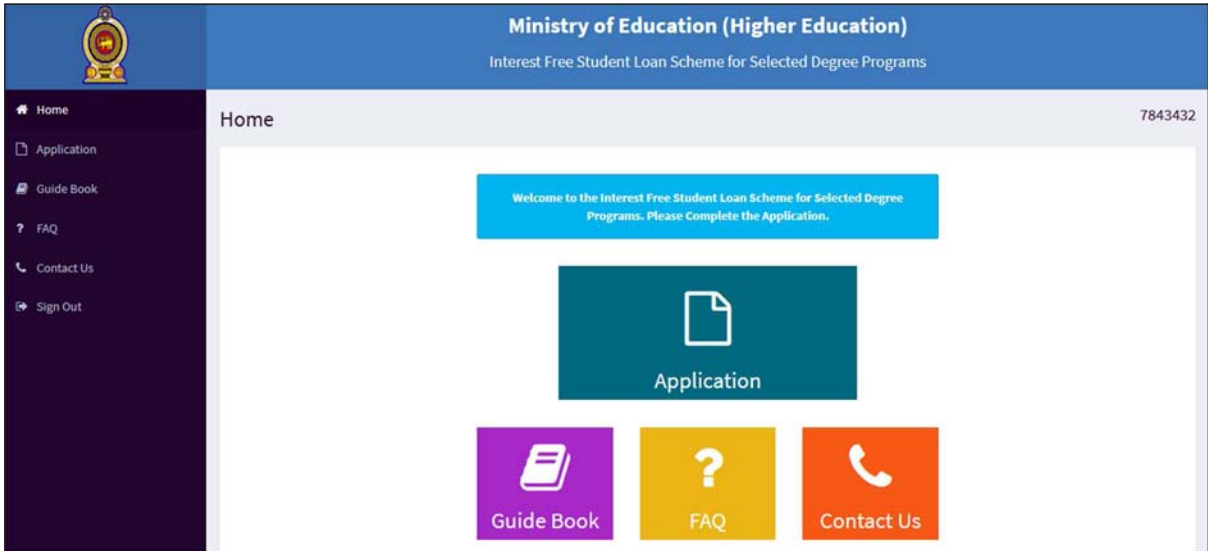 Ministry of Education (Higher Education)
Interest Free Student Loan Scheme for Selected Degree Programs
Home
Application
Guide Book
? FAQ
Contact Us
Sign Out
Home
7843432
Welcome to the Interest Free Student Loan Scheme for Selected Degree
Programs. Please Complete the Application.
Application
Guide Book
?
FAQ
Contact Us